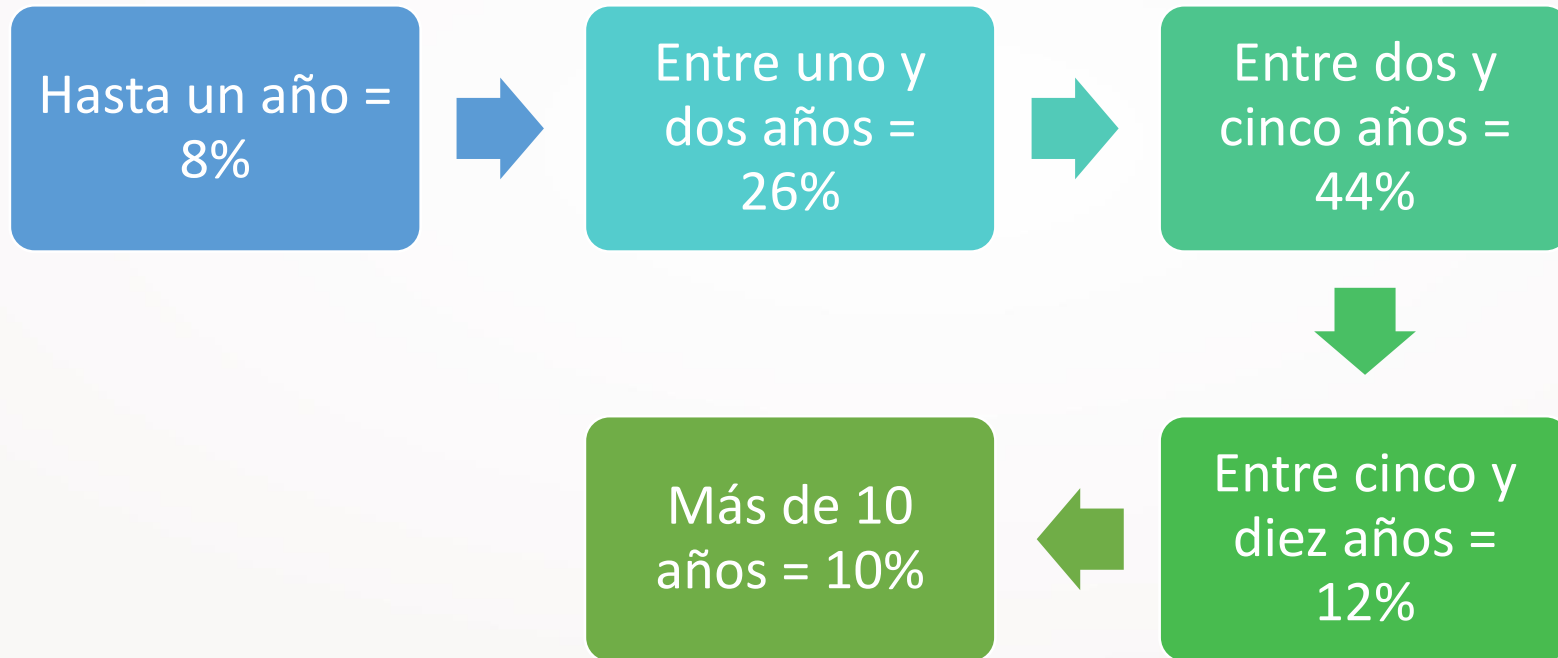 Hasta un año =
8%
Entre uno y
dos años =
26%
Entre dos y
cinco años =
44%
Entre cinco y
diez años =
12%
Más de 10
años = 10%